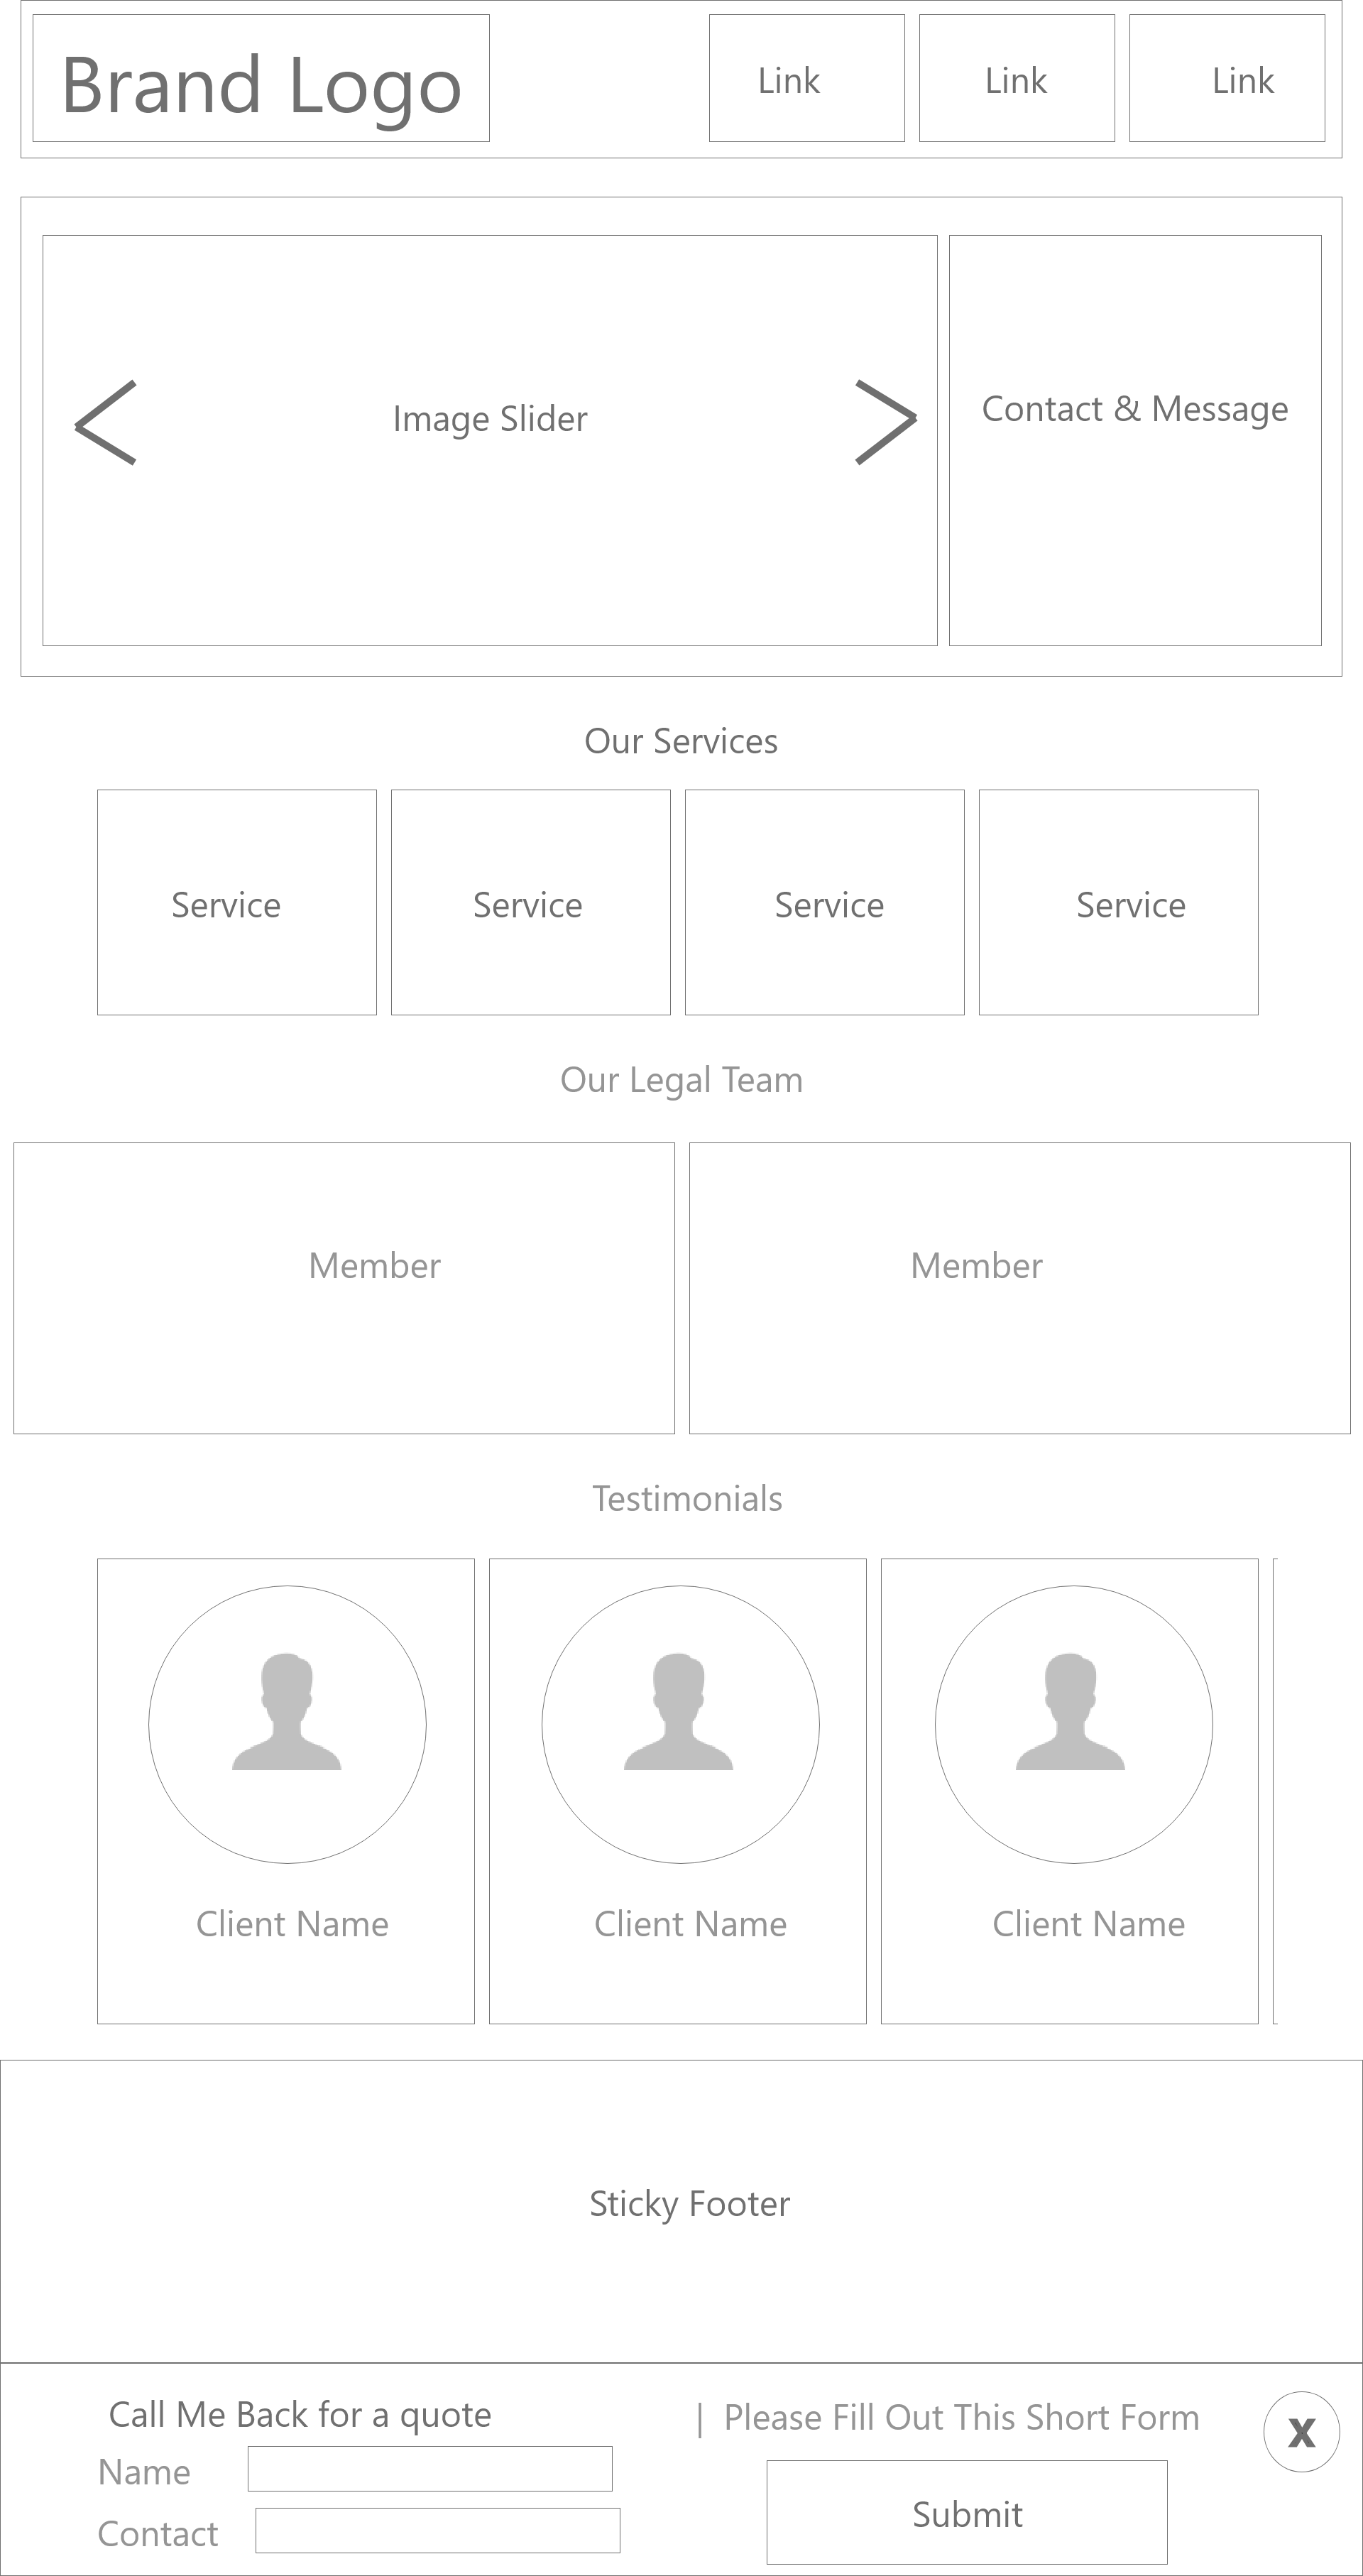 Brand Logo
Link
Link
Link
Image Slider
Contact & Message
Our Services
Service
Service
Service
Service
Our Legal Team
Member
Member
Testimonials
Client Name
Client Name
Client Name
Sticky Footer
Call Me Back for a quote
| Please Fill Out This Short Form
X
Name
Contact
Submit